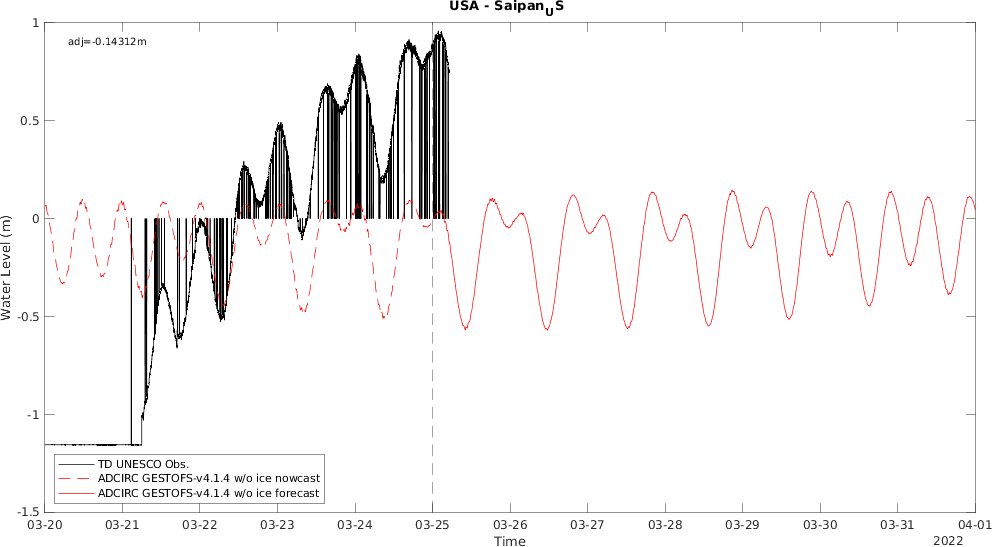 USA - Saipan_US
adj=-0.14312m
1
0.5
0
-0.5
-1
-1.5
Water Level (m)
TD UNESCO Obs.
ADCIRC GESTOFS-v4.1.4 w/o ice nowcast
ADCIRC GESTOFS-v4.1.4 w/o ice forecast
03-20 03-21 03-22 03-23 03-24 03-25 03-26 03-27 03-28 03-29 03-30 03-31 04-01
Time
2022